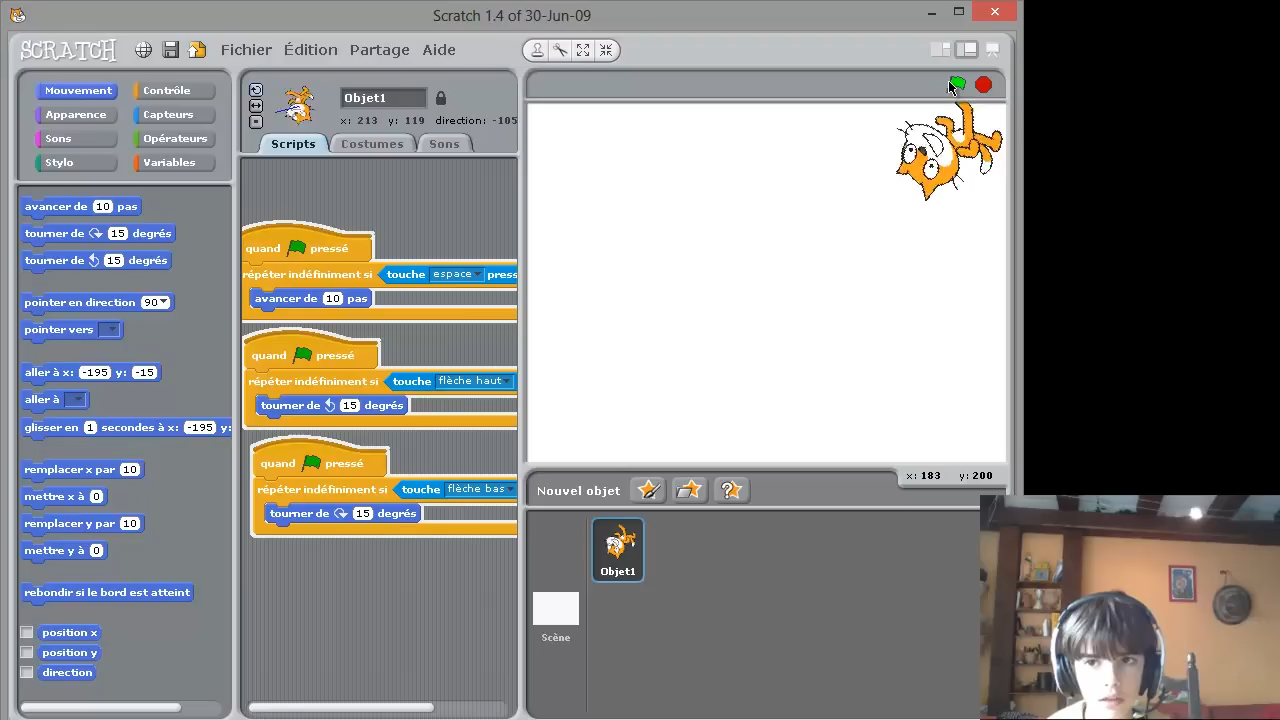 Scratch 1.4 of 30-Jun-09
SCRATCH Fichier Édition Partage Aide
Mouvement Contrôle
Apparence Capteurs
Sons Opérateurs
Stylo Variables
Objet1
x: 213 y: 119 direction: -105
Scripts Costumes Sons
avancer de 10 pas
tourner de 15 degrés
tourner de 15 degrés
pointer en direction 90
pointer vers
aller à x: -195 y: -15
aller à
glisser en 1 secondes à x: -195 y:
remplacer x par 10
mettre x à 0
remplacer y par 10
mettre y à 0
rebondir si le bord est atteint
position x
position y
direction
quand pressé
répéter indéfiniment si touche espace press
avancer de 10 pas
quand pressé
répéter indéfiniment si touche flèche haut
tourner de 15 degrés
quand pressé
répéter indéfiniment si touche flèche bas
tourner de 15 degrés
x: 183 y: 200
Nouvel objet
Objet1
Scène